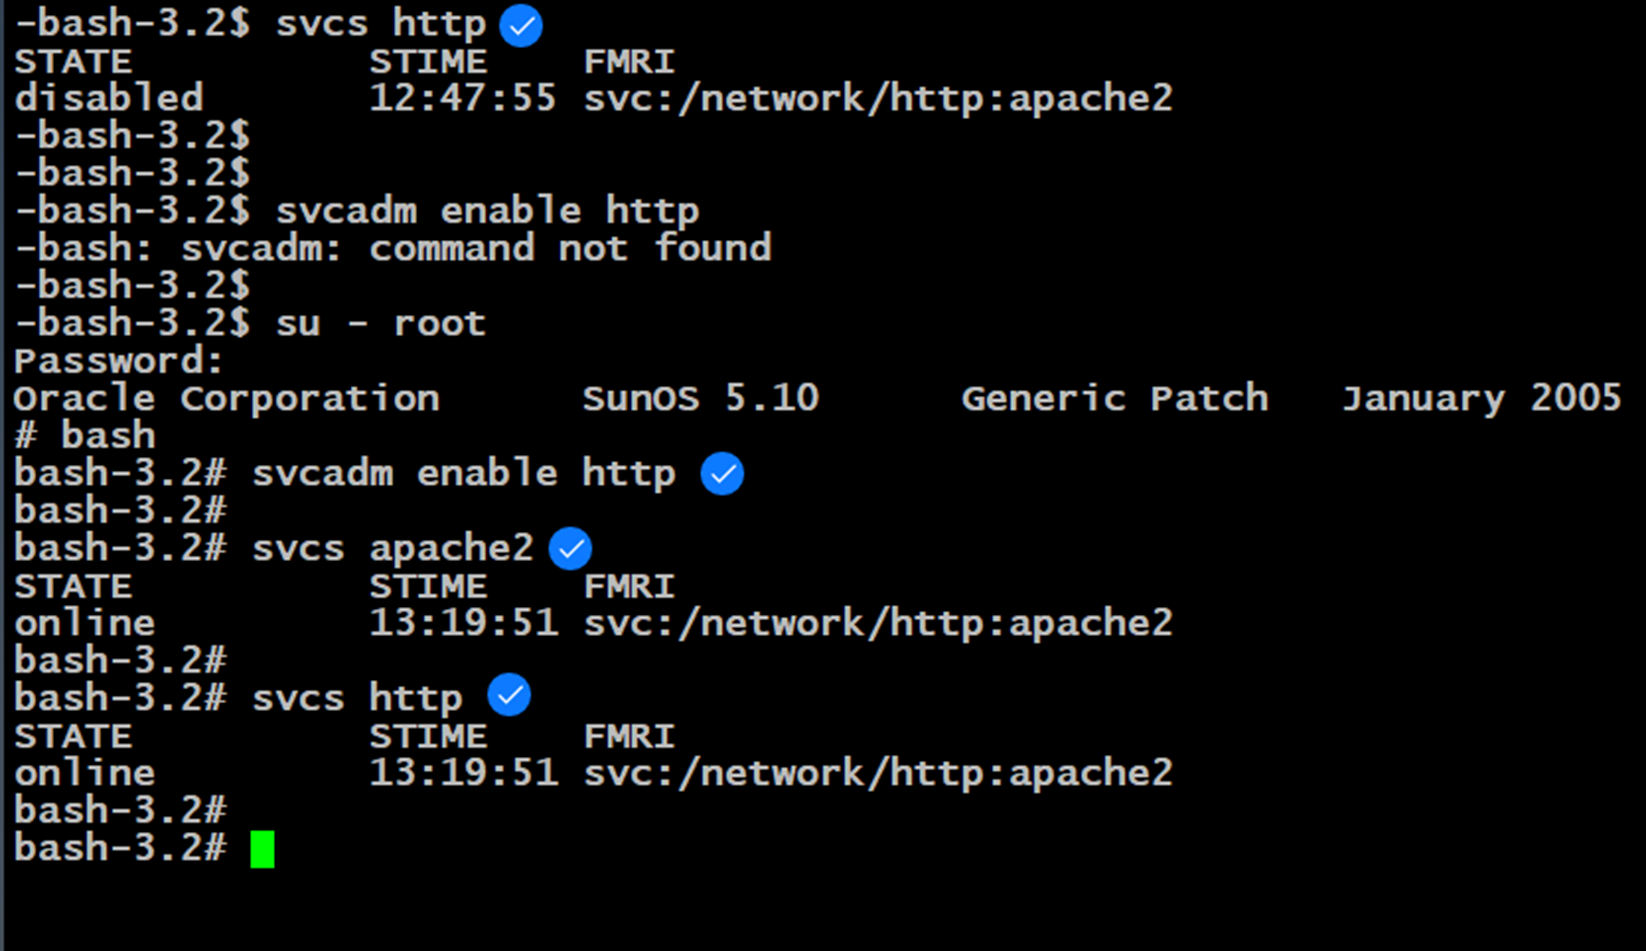 -bash-3.2$ svcs http
STATE          STIME    FMRI
disabled       12:47:55 svc:/network/http:apache2
-bash-3.2$
-bash-3.2$
-bash-3.2$ svcadm enable http
-bash: svcadm: command not found
-bash-3.2$
-bash-3.2$ su - root
Password:
Oracle Corporation      SunOS 5.10      Generic Patch   January 2005
# bash
bash-3.2# svcadm enable http
bash-3.2#
bash-3.2# svcs apache2
STATE          STIME    FMRI
online         13:19:51 svc:/network/http:apache2
bash-3.2#
bash-3.2# svcs http
STATE          STIME    FMRI
online         13:19:51 svc:/network/http:apache2
bash-3.2#
bash-3.2#